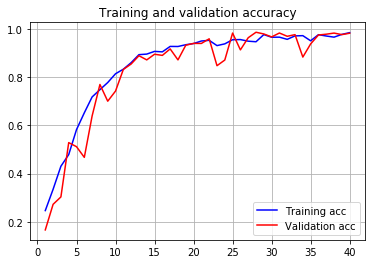 Training and validation accuracy
1.0
0.8
0.6
0.4
0.2
0 5 10 15 20 25 30 35 40
Training acc
Validation acc